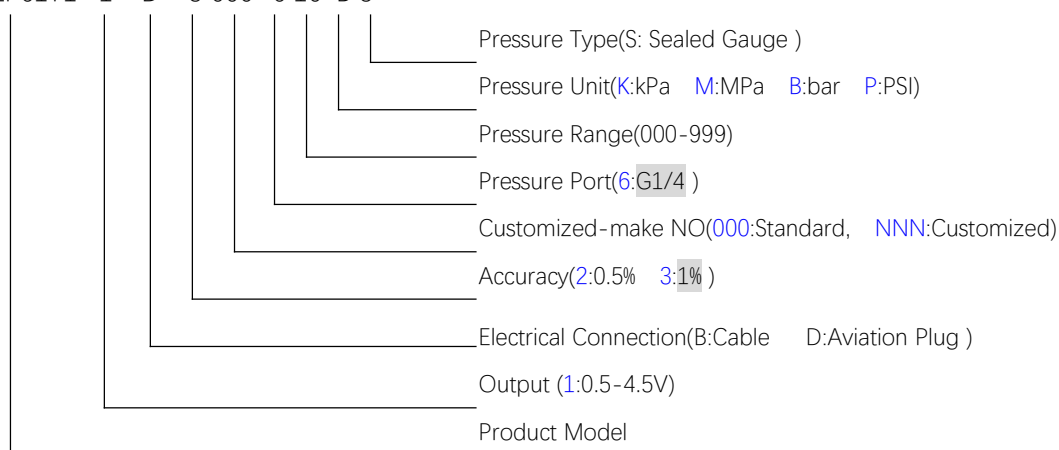 Pressure Type(S: Sealed Gauge )
Pressure Unit(K:kPa M:MPa B:bar P:PSI)
Pressure Range(000-999)
Pressure Port(6:G1/4 )
Customized-make NO(000:Standard, NNN:Customized)
Accuracy(2:0.5% 3:1% )
Electrical Connection(B:Cable D:Aviation Plug )
Output (1:0.5-4.5V)
Product Model